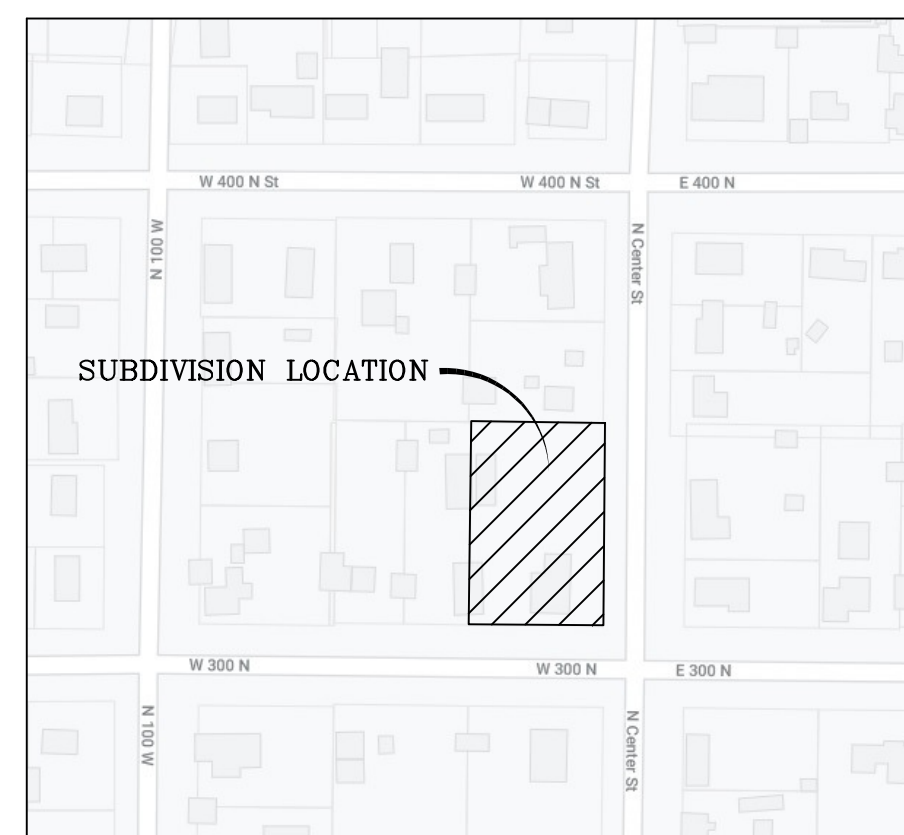 W 400 N St
W 400 N St
E 400 N
N 100 W
N Center St
SUBDIVISION LOCATION
W 300 N
W 300 N
E 300 N
N 100 W
N Center St